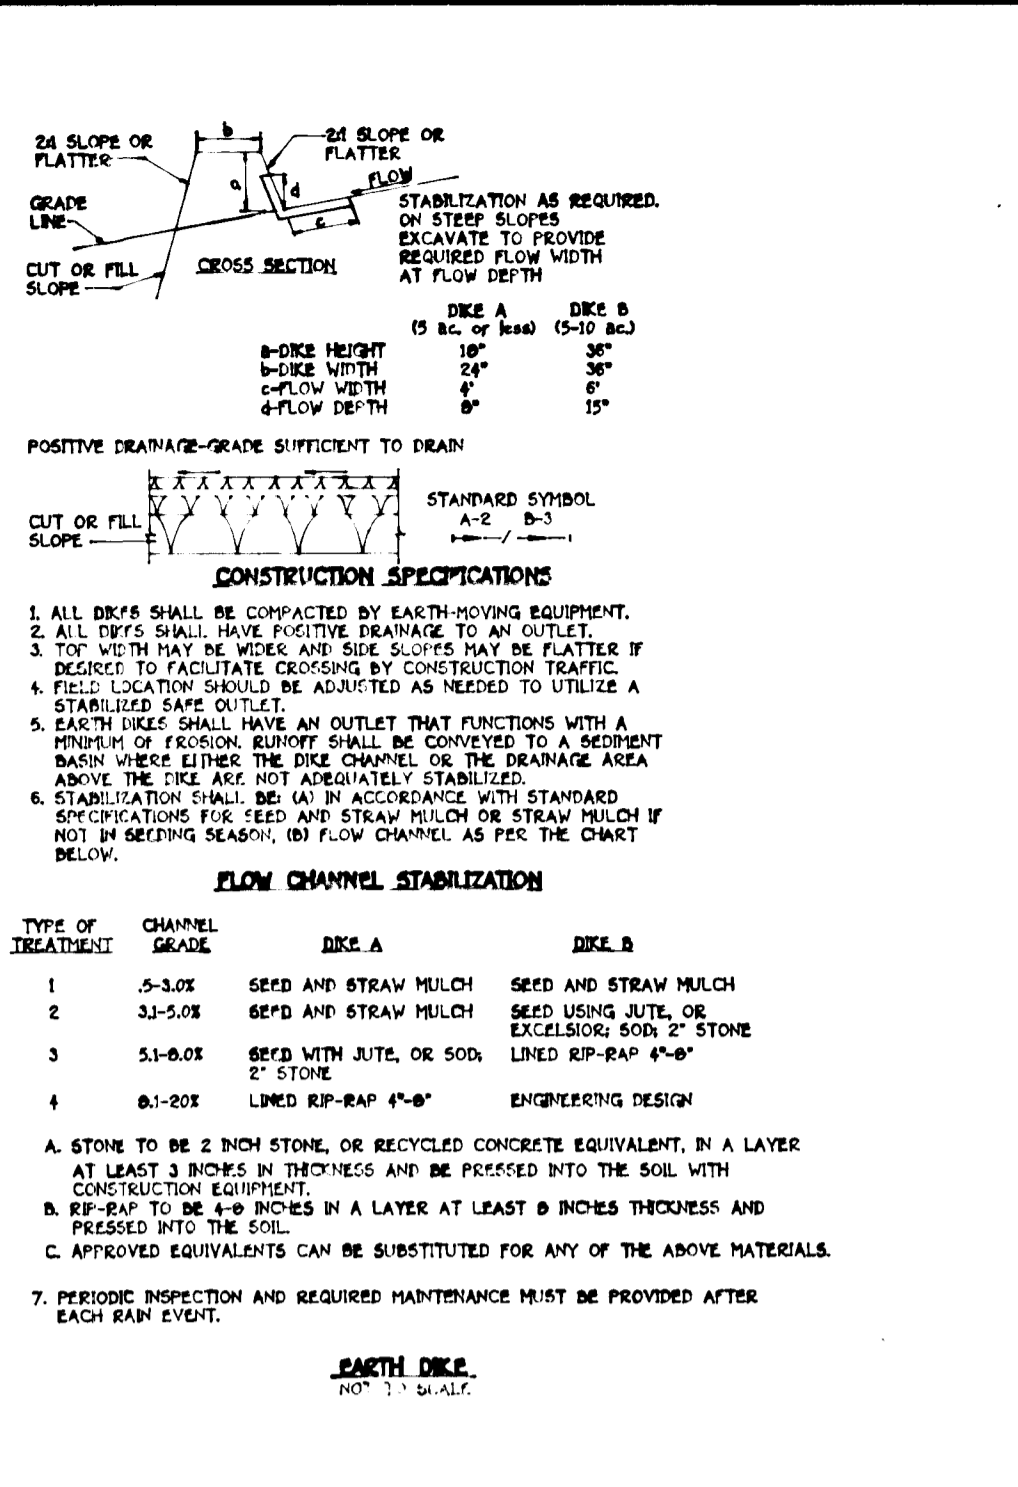 b
2:1 SLOPE OR
FLATTER
2:1 SLOPE OR
FLATTER
a
d
FLOW
c
GRADE
LINE
CUT OR FILL
SLOPE
CROSS SECTION
STABILIZATION AS REQUIRED.
ON STEEP SLOPES
EXCAVATE TO PROVIDE
REQUIRED FLOW WIDTH
AT FLOW DEPTH
DIKE A DIKE B
(5 ac. or less) (5-10 ac.)
a-DIKE HEIGHT 18" 36"
b-DIKE WIDTH 24" 36"
c-FLOW WIDTH 4' 6'
d-FLOW DEPTH 8" 15"
POSITIVE DRAINAGE-GRADE SUFFICIENT TO DRAIN
CUT OR FILL
SLOPE
STANDARD SYMBOL
A-2 B-3
/
CONSTRUCTION SPECIFICATIONS
1. ALL DIKES SHALL BE COMPACTED BY EARTH-MOVING EQUIPMENT.
2. ALL DIKES SHALL HAVE POSITIVE DRAINAGE TO AN OUTLET.
3. TOP WIDTH MAY BE WIDER AND SIDE SLOPES MAY BE FLATTER IF
DESIRED TO FACILITATE CROSSING BY CONSTRUCTION TRAFFIC.
4. FIELD LOCATION SHOULD BE ADJUSTED AS NEEDED TO UTILIZE A
STABILIZED SAFE OUTLET.
5. EARTH DIKES SHALL HAVE AN OUTLET THAT FUNCTIONS WITH A
MINIMUM OF EROSION. RUNOFF SHALL BE CONVEYED TO A SEDIMENT
BASIN WHERE EITHER THE DIKE CHANNEL OR THE DRAINAGE AREA
ABOVE THE DIKE ARE NOT ADEQUATELY STABILIZED.
6. STABILIZATION SHALL BE: (A) IN ACCORDANCE WITH STANDARD
SPECIFICATIONS FOR SEED AND STRAW MULCH OR STRAW MULCH IF
NOT IN SEEDING SEASON, (B) FLOW CHANNEL AS PER THE CHART
BELOW.
FLOW CHANNEL STABILIZATION
TYPE OF CHANNEL
TREATMENT GRADE DIKE A DIKE B
1 .5-3.0% SEED AND STRAW MULCH SEED AND STRAW MULCH
2 3.1-5.0% SEED AND STRAW MULCH SEED USING JUTE, OR
EXCELSIOR; SOD; 2" STONE
3 5.1-8.0% SEED WITH JUTE, OR SOD; LINED RIP-RAP 4"-8"
2" STONE
4 8.1-20% LINED RIP-RAP 4"-8" ENGINEERING DESIGN
A. STONE TO BE 2 INCH STONE, OR RECYCLED CONCRETE EQUIVALENT, IN A LAYER
AT LEAST 3 INCHES IN THICKNESS AND BE PRESSED INTO THE SOIL WITH
CONSTRUCTION EQUIPMENT.
B. RIP-RAP TO BE 4-8 INCHES IN A LAYER AT LEAST 8 INCHES THICKNESS AND
PRESSED INTO THE SOIL.
C. APPROVED EQUIVALENTS CAN BE SUBSTITUTED FOR ANY OF THE ABOVE MATERIALS.
7. PERIODIC INSPECTION AND REQUIRED MAINTENANCE MUST BE PROVIDED AFTER
EACH RAIN EVENT.
EARTH DIKE
NOT TO SCALE